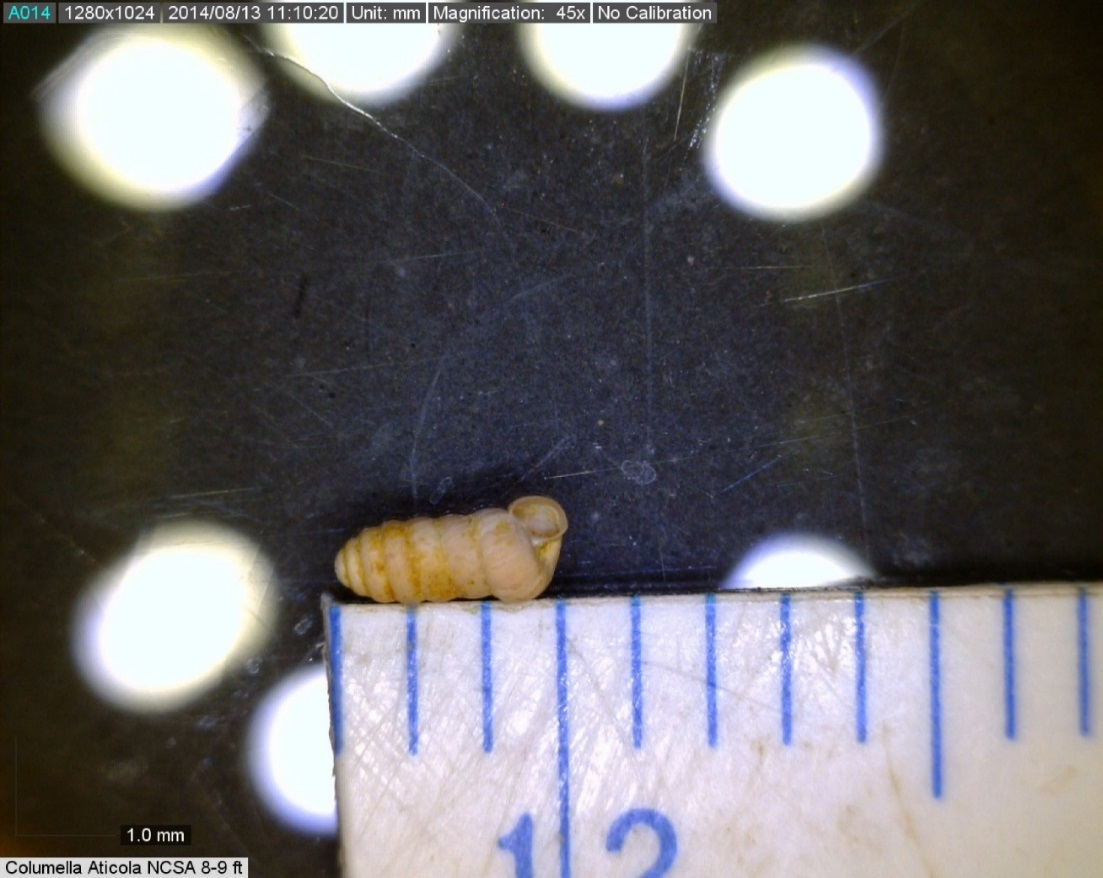 A014 1280x1024 2014/08/13 11:10:20 Unit: mm Magnification: 45x No Calibration
12
1.0 mm
Columella Aticola NCSA 8-9 ft